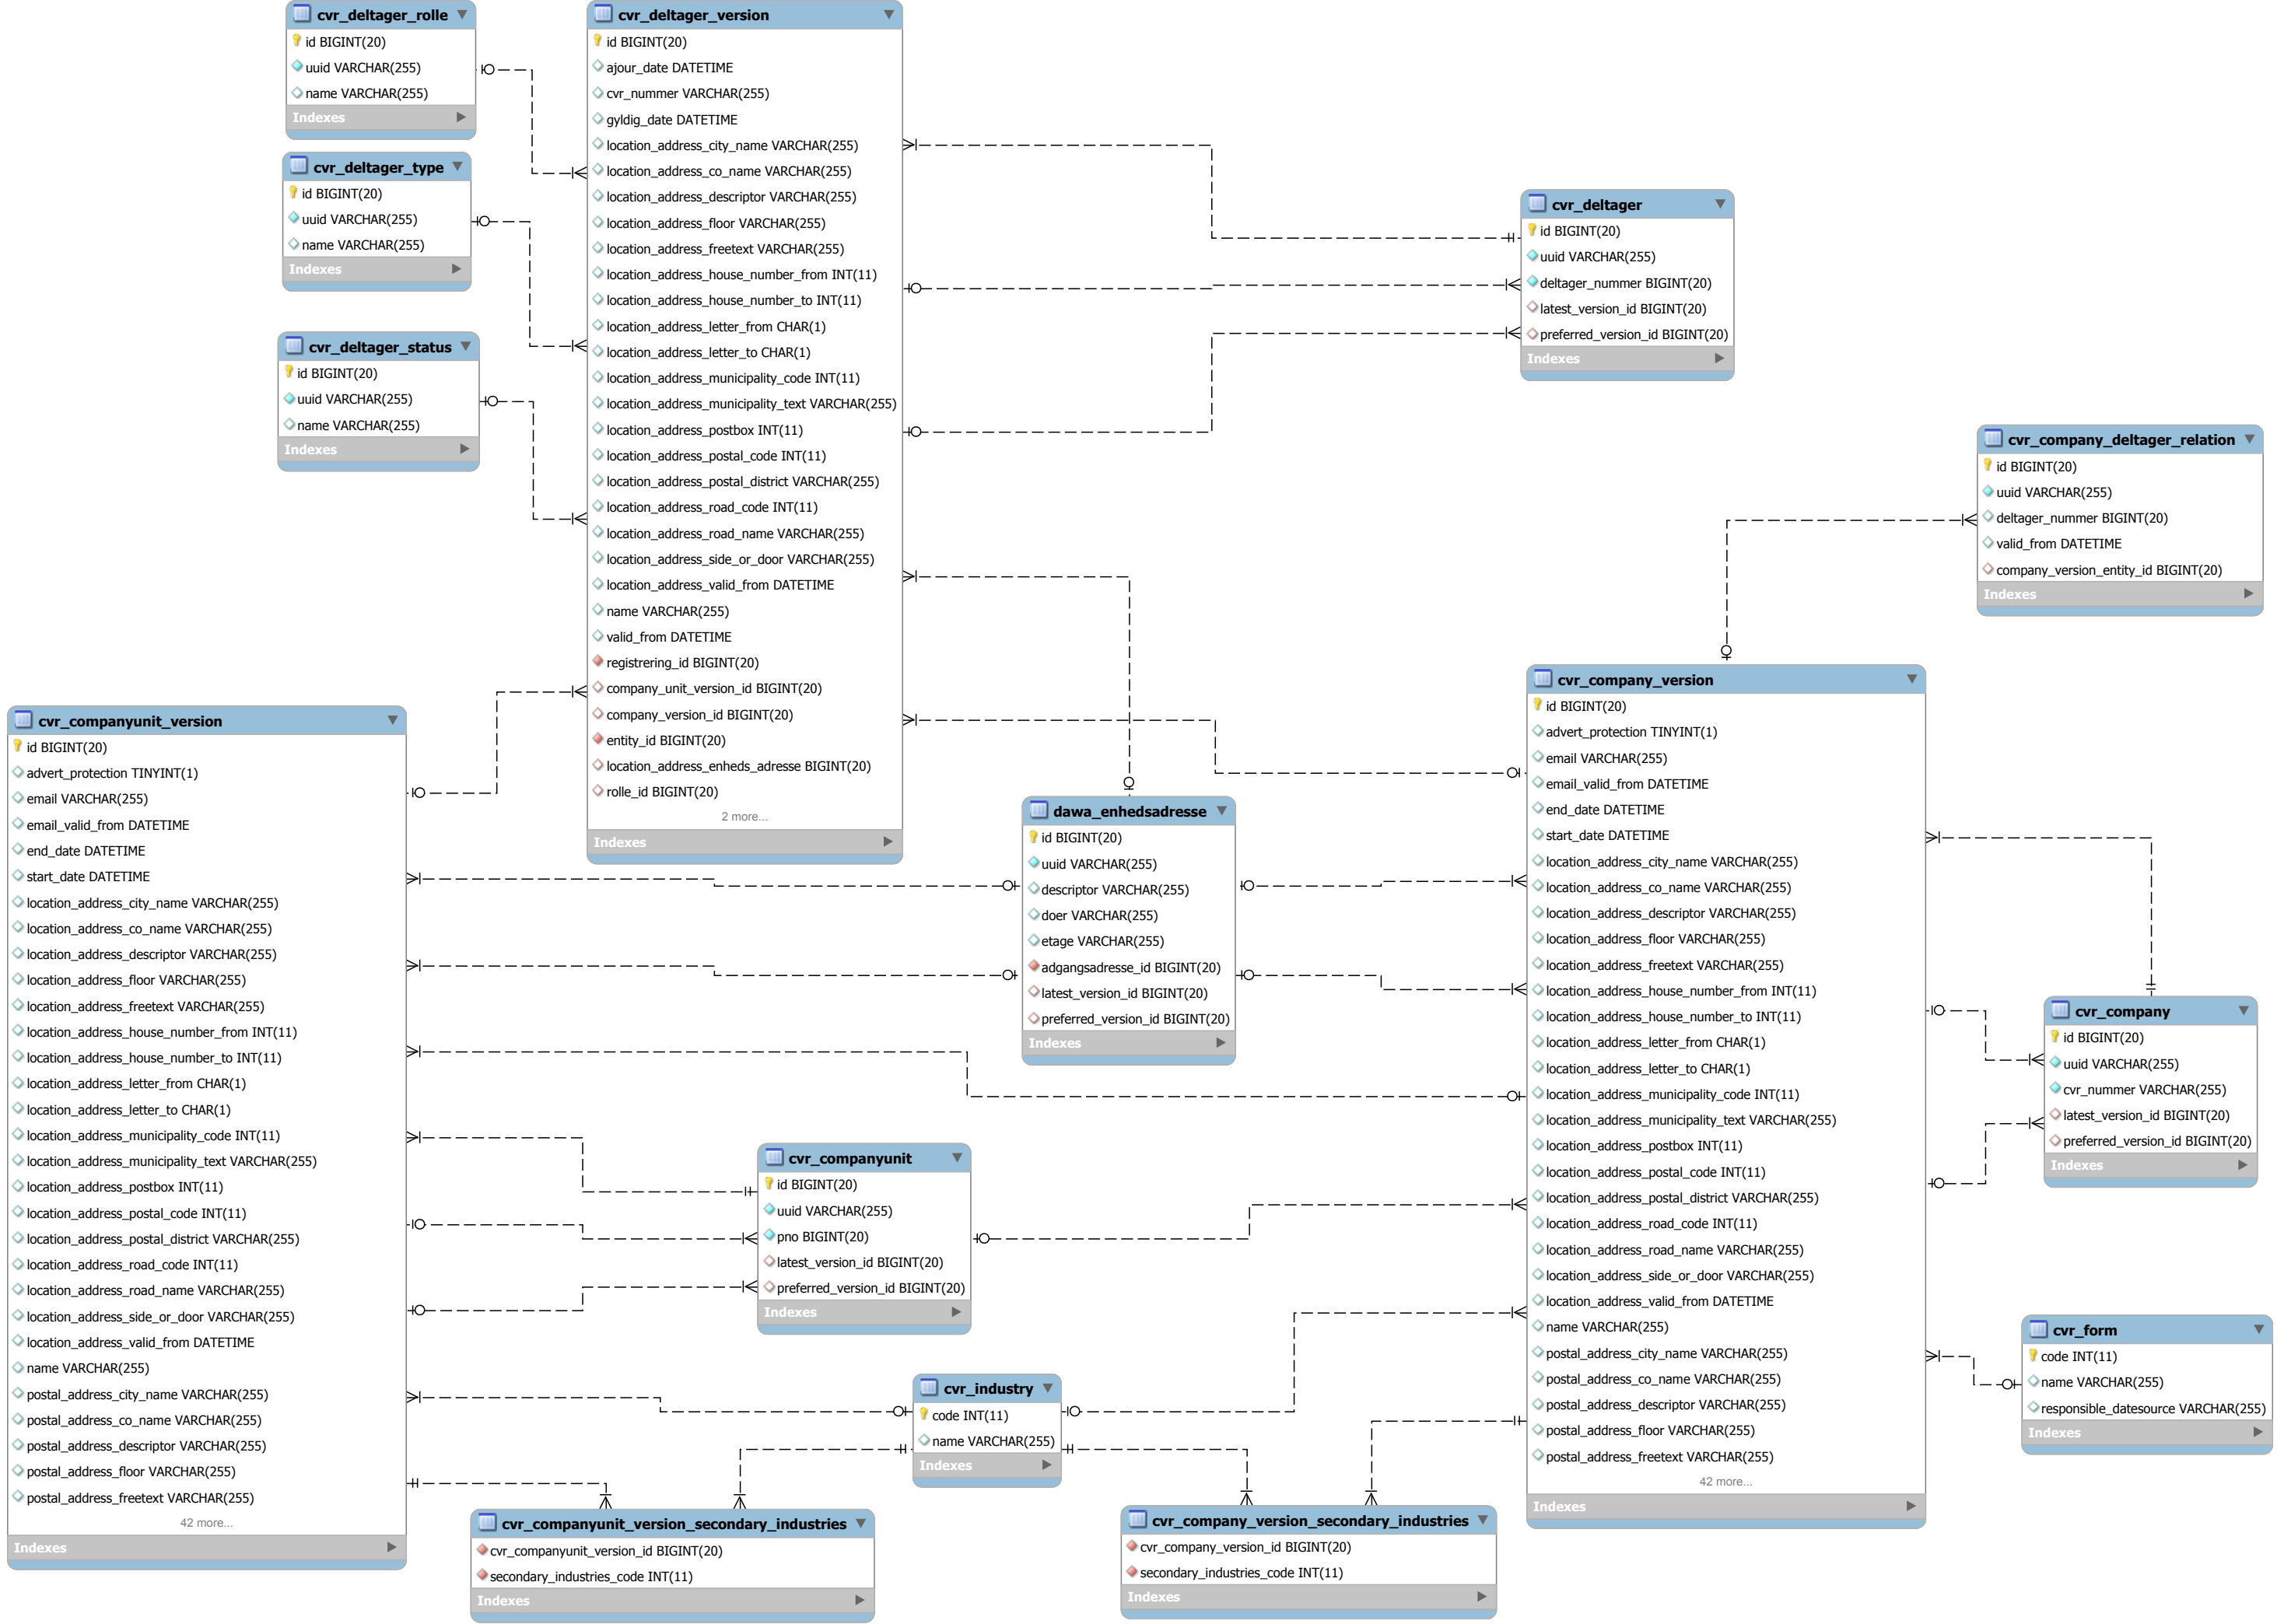 cvr_deltager_rolle
id BIGINT(20)
uuid VARCHAR(255)
name VARCHAR(255)
Indexes
cvr_deltager_type
id BIGINT(20)
uuid VARCHAR(255)
name VARCHAR(255)
Indexes
cvr_deltager_status
id BIGINT(20)
uuid VARCHAR(255)
name VARCHAR(255)
Indexes
cvr_deltager_version
id BIGINT(20)
ajour_date DATETIME
cvr_nummer VARCHAR(255)
gyldig_date DATETIME
location_address_city_name VARCHAR(255)
location_address_co_name VARCHAR(255)
location_address_descriptor VARCHAR(255)
location_address_floor VARCHAR(255)
location_address_freetext VARCHAR(255)
location_address_house_number_from INT(11)
location_address_house_number_to INT(11)
location_address_letter_from CHAR(1)
location_address_letter_to CHAR(1)
location_address_municipality_code INT(11)
location_address_municipality_text VARCHAR(255)
location_address_postbox INT(11)
location_address_postal_code INT(11)
location_address_postal_district VARCHAR(255)
location_address_road_code INT(11)
location_address_road_name VARCHAR(255)
location_address_side_or_door VARCHAR(255)
location_address_valid_from DATETIME
name VARCHAR(255)
valid_from DATETIME
registrering_id BIGINT(20)
company_unit_version_id BIGINT(20)
company_version_id BIGINT(20)
entity_id BIGINT(20)
location_address_enheds_adresse BIGINT(20)
rolle_id BIGINT(20)
2 more...
Indexes
cvr_deltager
id BIGINT(20)
uuid VARCHAR(255)
deltager_nummer BIGINT(20)
latest_version_id BIGINT(20)
preferred_version_id BIGINT(20)
Indexes
cvr_company_deltager_relation
id BIGINT(20)
uuid VARCHAR(255)
deltager_nummer BIGINT(20)
valid_from DATETIME
company_version_entity_id BIGINT(20)
Indexes
cvr_companyunit_version
id BIGINT(20)
advert_protection TINYINT(1)
email VARCHAR(255)
email_valid_from DATETIME
end_date DATETIME
start_date DATETIME
location_address_city_name VARCHAR(255)
location_address_co_name VARCHAR(255)
location_address_descriptor VARCHAR(255)
location_address_floor VARCHAR(255)
location_address_freetext VARCHAR(255)
location_address_house_number_from INT(11)
location_address_house_number_to INT(11)
location_address_letter_from CHAR(1)
location_address_letter_to CHAR(1)
location_address_municipality_code INT(11)
location_address_municipality_text VARCHAR(255)
location_address_postbox INT(11)
location_address_postal_code INT(11)
location_address_postal_district VARCHAR(255)
location_address_road_code INT(11)
location_address_road_name VARCHAR(255)
location_address_side_or_door VARCHAR(255)
location_address_valid_from DATETIME
name VARCHAR(255)
postal_address_city_name VARCHAR(255)
postal_address_co_name VARCHAR(255)
postal_address_descriptor VARCHAR(255)
postal_address_floor VARCHAR(255)
postal_address_freetext VARCHAR(255)
42 more...
Indexes
dawa_enhedsadresse
id BIGINT(20)
uuid VARCHAR(255)
descriptor VARCHAR(255)
doer VARCHAR(255)
etage VARCHAR(255)
adgangsadresse_id BIGINT(20)
latest_version_id BIGINT(20)
preferred_version_id BIGINT(20)
Indexes
cvr_company_version
id BIGINT(20)
advert_protection TINYINT(1)
email VARCHAR(255)
email_valid_from DATETIME
end_date DATETIME
start_date DATETIME
location_address_city_name VARCHAR(255)
location_address_co_name VARCHAR(255)
location_address_descriptor VARCHAR(255)
location_address_floor VARCHAR(255)
location_address_freetext VARCHAR(255)
location_address_house_number_from INT(11)
location_address_house_number_to INT(11)
location_address_letter_from CHAR(1)
location_address_letter_to CHAR(1)
location_address_municipality_code INT(11)
location_address_municipality_text VARCHAR(255)
location_address_postbox INT(11)
location_address_postal_code INT(11)
location_address_postal_district VARCHAR(255)
location_address_road_code INT(11)
location_address_road_name VARCHAR(255)
location_address_side_or_door VARCHAR(255)
location_address_valid_from DATETIME
name VARCHAR(255)
postal_address_city_name VARCHAR(255)
postal_address_co_name VARCHAR(255)
postal_address_descriptor VARCHAR(255)
postal_address_floor VARCHAR(255)
postal_address_freetext VARCHAR(255)
42 more...
Indexes
cvr_company
id BIGINT(20)
uuid VARCHAR(255)
cvr_nummer VARCHAR(255)
latest_version_id BIGINT(20)
preferred_version_id BIGINT(20)
Indexes
cvr_companyunit
id BIGINT(20)
uuid VARCHAR(255)
pno BIGINT(20)
latest_version_id BIGINT(20)
preferred_version_id BIGINT(20)
Indexes
cvr_form
code INT(11)
name VARCHAR(255)
responsible_datesource VARCHAR(255)
Indexes
cvr_industry
code INT(11)
name VARCHAR(255)
Indexes
cvr_companyunit_version_secondary_industries
cvr_companyunit_version_id BIGINT(20)
secondary_industries_code INT(11)
Indexes
cvr_company_version_secondary_industries
cvr_company_version_id BIGINT(20)
secondary_industries_code INT(11)
Indexes